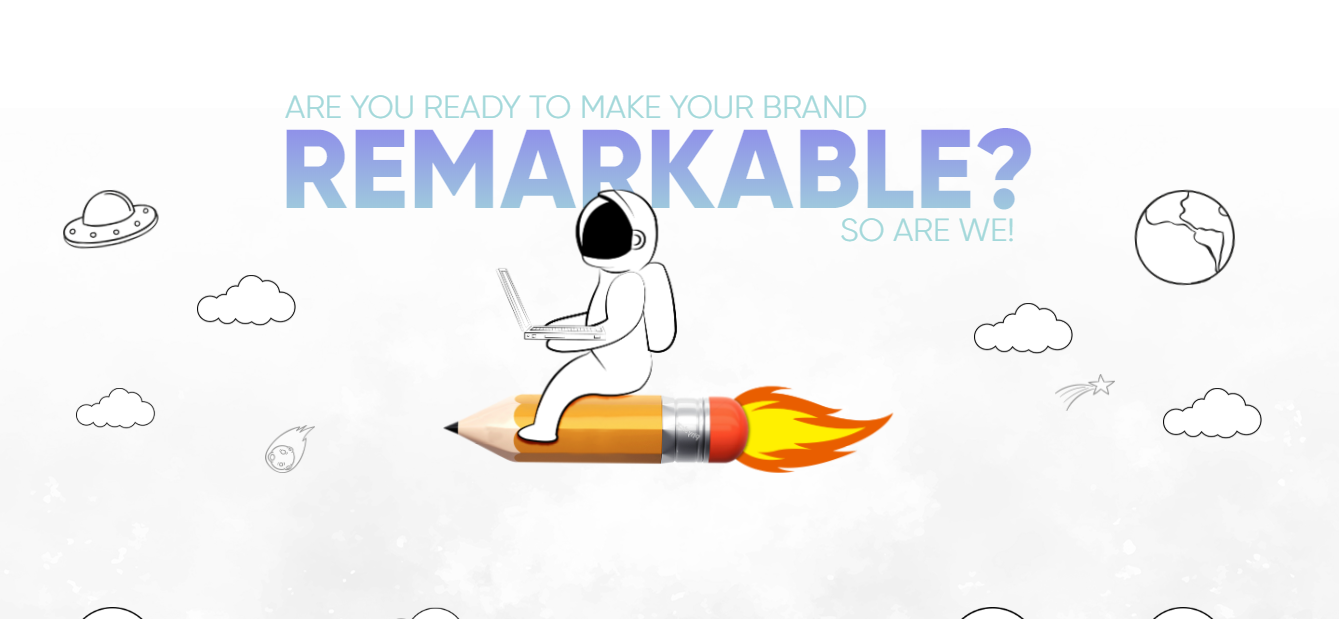 ARE YOU READY TO MAKE YOUR BRAND
REMARKABLE?
SO ARE WE!